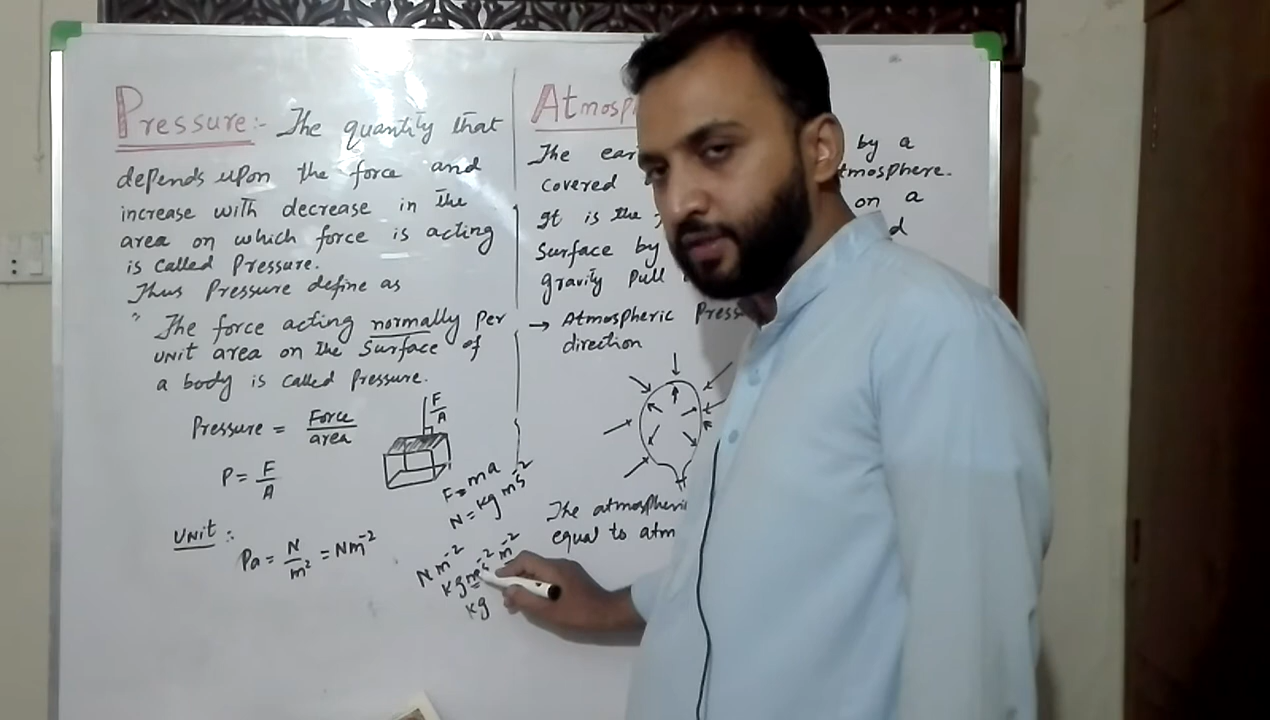 Pressure:- The quantity that
depends upon the force and
increase with decrease in the
area on which force is acting
is called Pressure.
Thus Pressure define as
" The force acting normally Per
unit area on the surface of
a body is called Pressure.
Pressure = Force / area
F / A
P = F / A
F = ma
N = kg ms⁻²
Unit :-
Pa = N / m² = Nm⁻²
N m⁻²
kg ms⁻² m⁻²
kg
Atmosp
The ear by a
covered tmosphere.
It is the on a
Surface by d
gravity Pull
→ Atmospheric Press
direction
The atmospheri
equal to atm